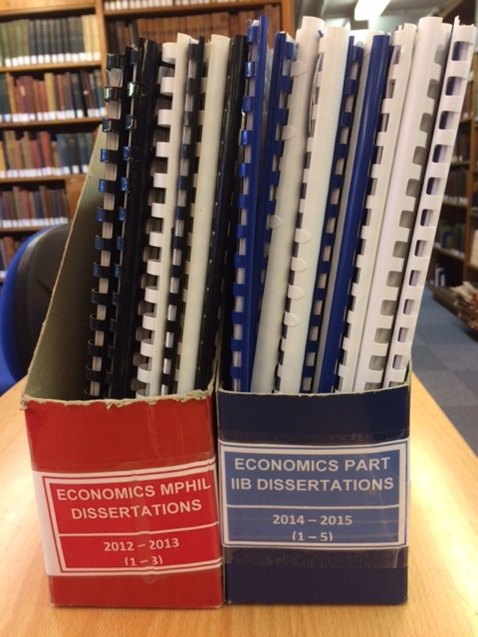 ECONOMICS MPHIL
DISSERTATIONS
2012 – 2013
(1 – 3)
ECONOMICS PART
IIB DISSERTATIONS
2014 – 2015
(1 – 5)